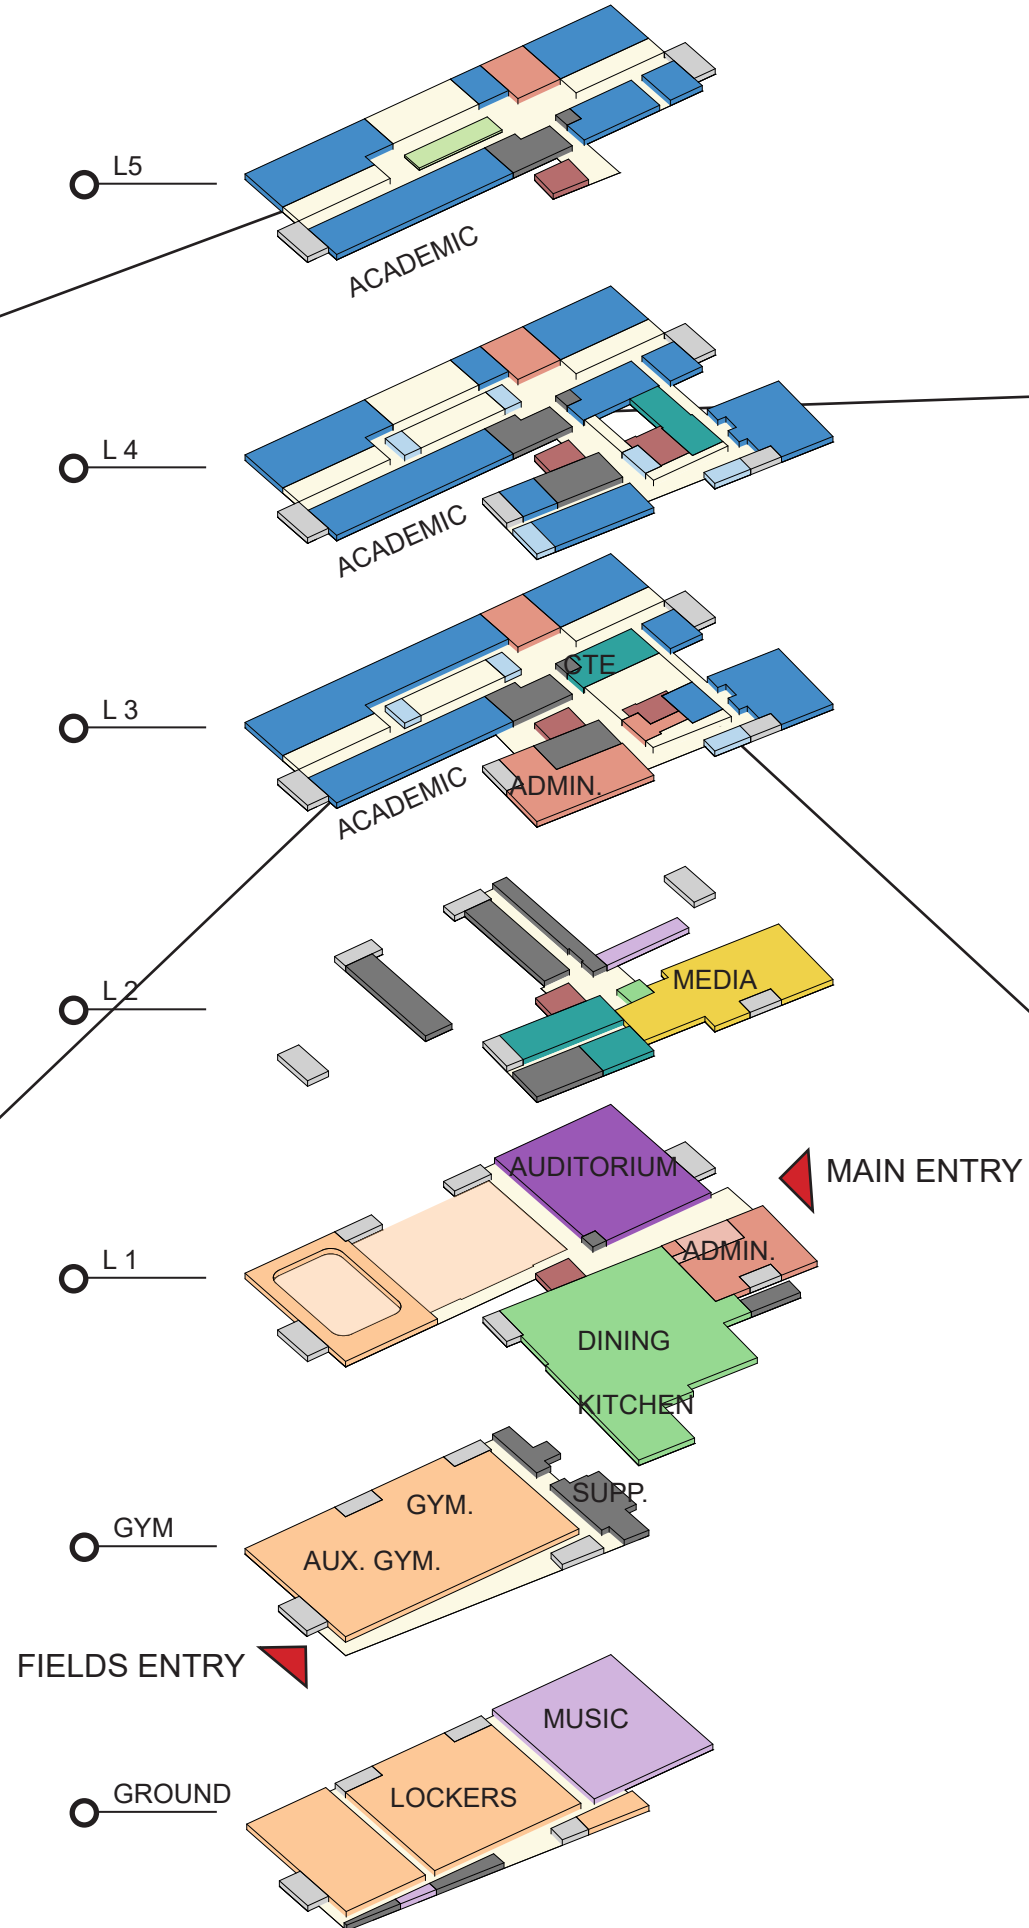 L5
ACADEMIC
L 4
ACADEMIC
CTE
L 3
ADMIN.
ACADEMIC
MEDIA
L 2
AUDITORIUM
MAIN ENTRY
ADMIN.
L 1
DINING
KITCHEN
SUPP.
GYM.
GYM
AUX. GYM.
FIELDS ENTRY
MUSIC
GROUND
LOCKERS